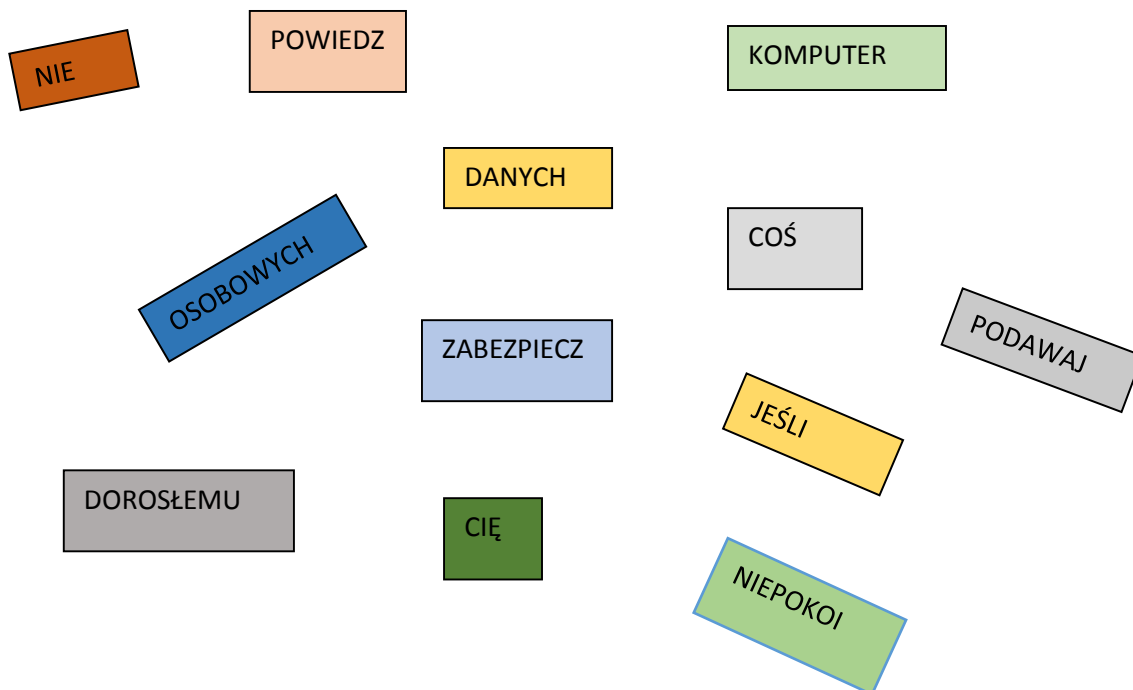 NIE
POWIEDZ
KOMPUTER
DANYCH
OSOBOWYCH
COŚ
ZABEZPIECZ
PODAWAJ
JEŚLI
DOROSŁEMU
CIĘ
NIEPOKOI